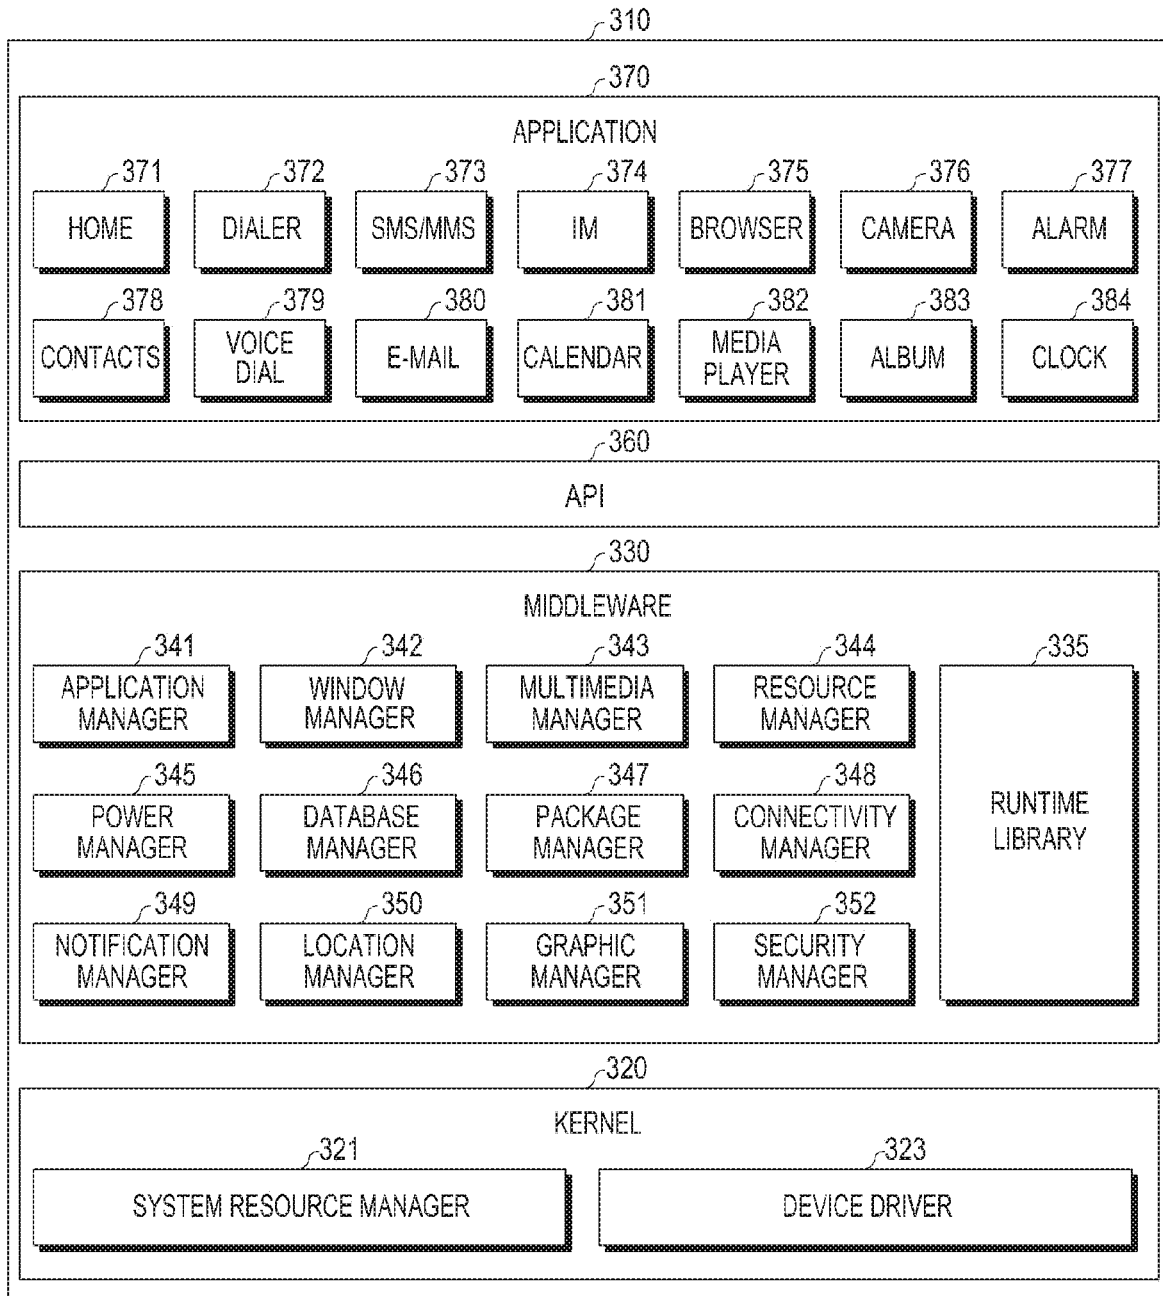 310
370
APPLICATION
371 372 373 374 375 376 377
HOME DIALER SMS/MMS IM BROWSER CAMERA ALARM
378 379 380 381 382 383 384
CONTACTS VOICE DIAL E-MAIL CALENDAR MEDIA PLAYER ALBUM CLOCK
360
API
330
MIDDLEWARE
341 342 343 344 335
APPLICATION MANAGER WINDOW MANAGER MULTIMEDIA MANAGER RESOURCE MANAGER
345 346 347 348
POWER MANAGER DATABASE MANAGER PACKAGE MANAGER CONNECTIVITY MANAGER
RUNTIME LIBRARY
349 350 351 352
NOTIFICATION MANAGER LOCATION MANAGER GRAPHIC MANAGER SECURITY MANAGER
320
KERNEL
321 323
SYSTEM RESOURCE MANAGER DEVICE DRIVER